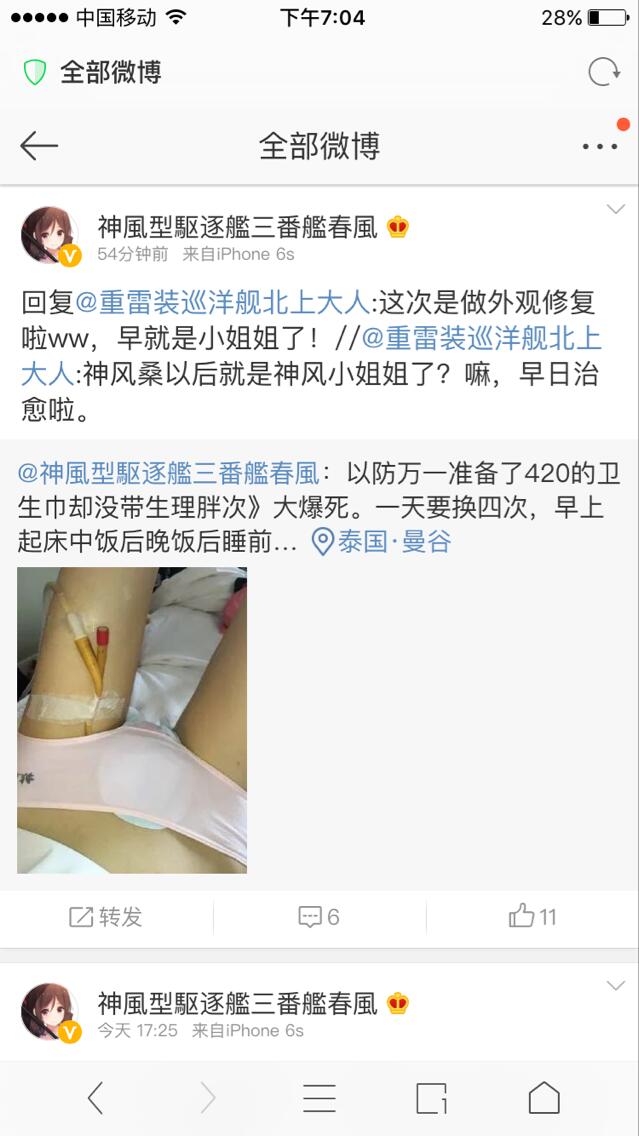 中国移动
下午7:04
28%
全部微博
全部微博
神風型駆逐艦三番艦春風
54分钟前 来自iPhone 6s
回复@重雷装巡洋舰北上大人:这次是做外观修复
啦ww，早就是小姐姐了！//@重雷装巡洋舰北上
大人:神风桑以后就是神风小姐姐了？嘛，早日治
愈啦。
@神風型駆逐艦三番艦春風：以防万一准备了420的卫
生巾却没带生理胖次》大爆死。一天要换四次，早上
起床中饭后晚饭后睡前... 泰国·曼谷
转发
6
11
神風型駆逐艦三番艦春風
今天 17:25 来自iPhone 6s
1